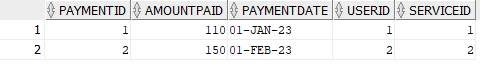 PAYMENTID AMOUNTPAID PAYMENTDATE USERID SERVICEID
1 1 110 01-JAN-23 1 1
2 2 150 01-FEB-23 2 2